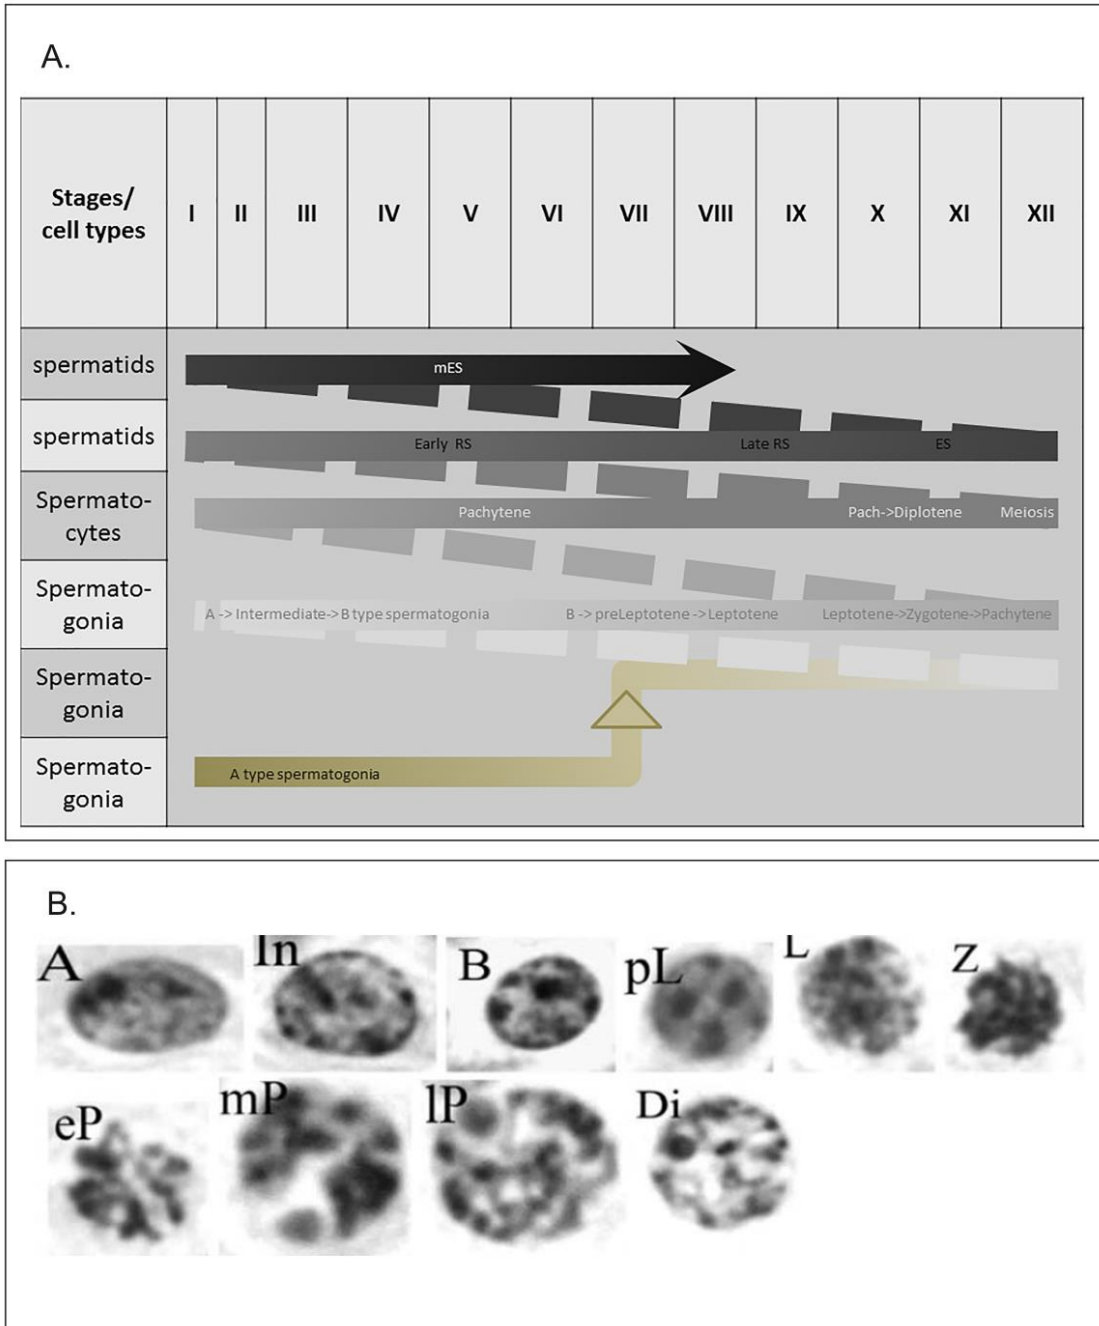 A.
Stages/
cell types
I II III IV V VI VII VIII IX X XI XII
spermatids
mES
spermatids
Early RS Late RS ES
Spermato-
cytes
Pachytene Pach->Diplotene Meiosis
Spermato-
gonia
A -> Intermediate-> B type spermatogonia B -> preLeptotene -> Leptotene Leptotene->Zygotene->Pachytene
Spermato-
gonia
Spermato-
gonia
A type spermatogonia
B.
A In B pL L Z
eP mP lP Di